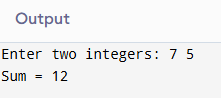 Output
Enter two integers: 7 5
Sum = 12